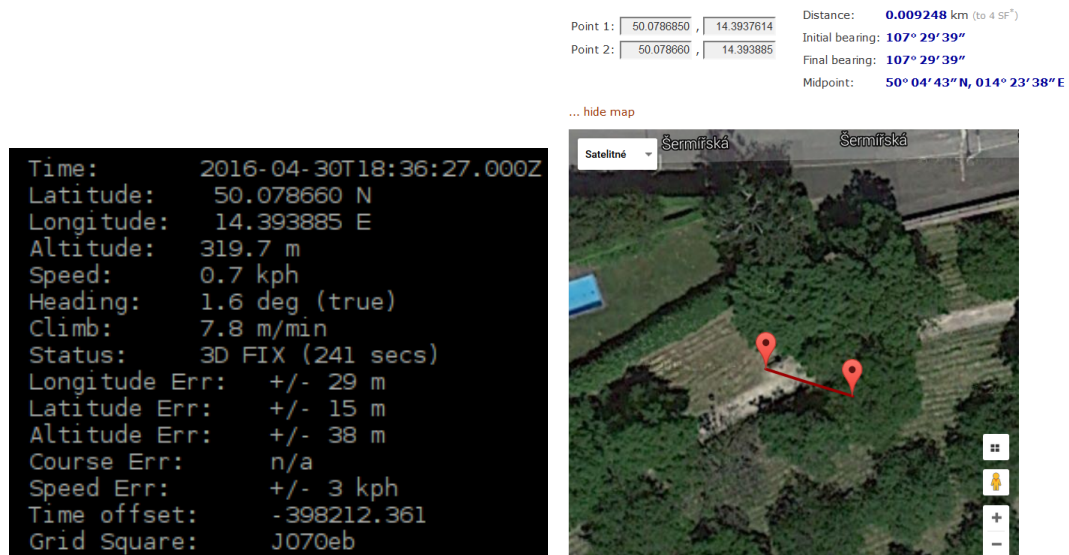 Time: 2016-04-30T18:36:27.000Z
Latitude: 50.078660 N
Longitude: 14.393885 E
Altitude: 319.7 m
Speed: 0.7 kph
Heading: 1.6 deg (true)
Climb: 7.8 m/min
Status: 3D FIX (241 secs)
Longitude Err: +/- 29 m
Latitude Err: +/- 15 m
Altitude Err: +/- 38 m
Course Err: n/a
Speed Err: +/- 3 kph
Time offset: -398212.361
Grid Square: JO70eb
Point 1: 50.0786850 , 14.3937614
Point 2: 50.078660 , 14.393885
Distance: 0.009248 km (to 4 SF*)
Initial bearing: 107° 29′39″
Final bearing: 107° 29′39″
Midpoint: 50° 04′43″N, 014° 23′38″E
... hide map
Satelitné
Šermířská
Šermířská